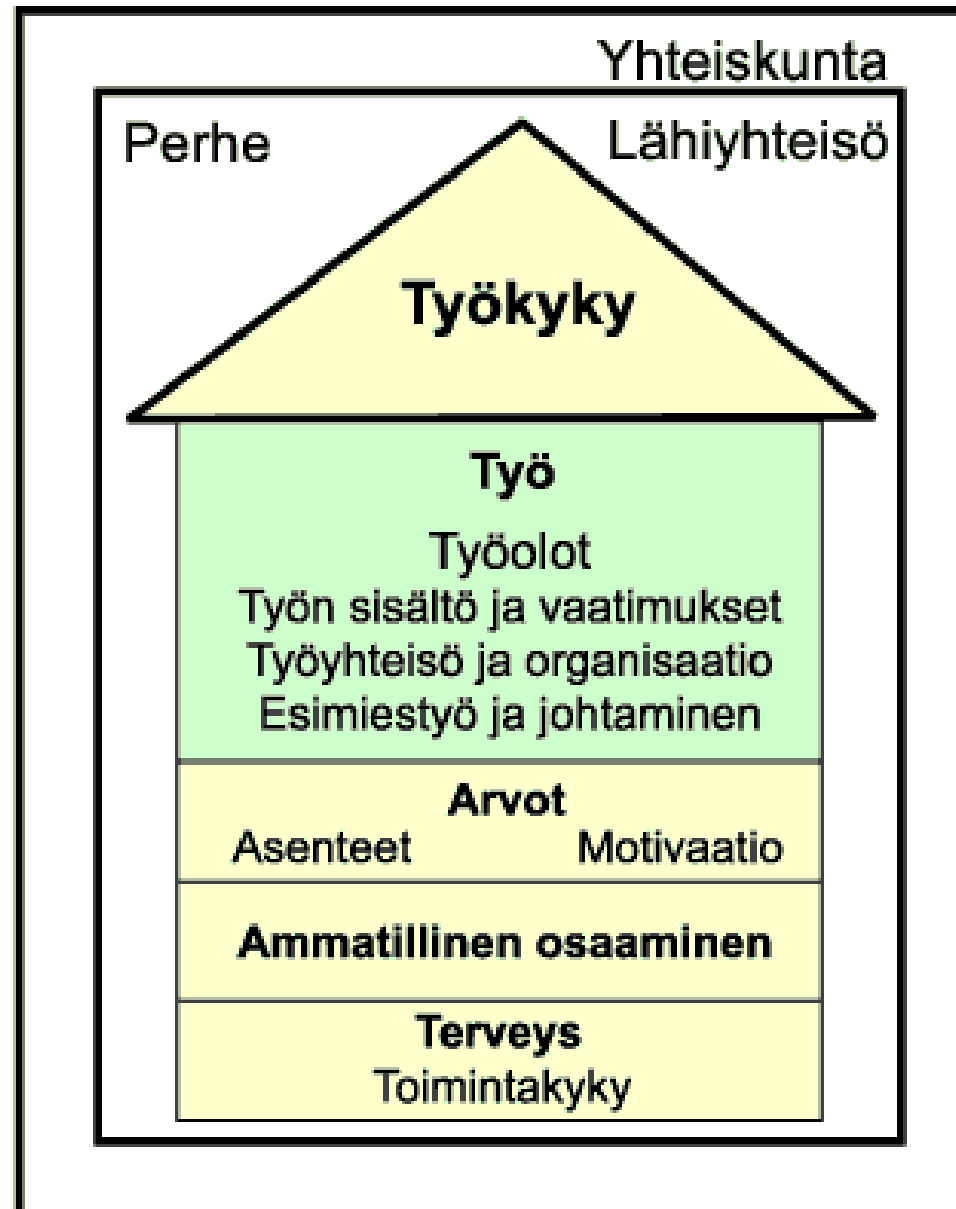 Yhteiskunta
Perhe Lähiyhteisö
Työkyky
Työ
Työolot
Työn sisältö ja vaatimukset
Työyhteisö ja organisaatio
Esimiestyö ja johtaminen
Arvot
Asenteet Motivaatio
Ammatillinen osaaminen
Terveys
Toimintakyky